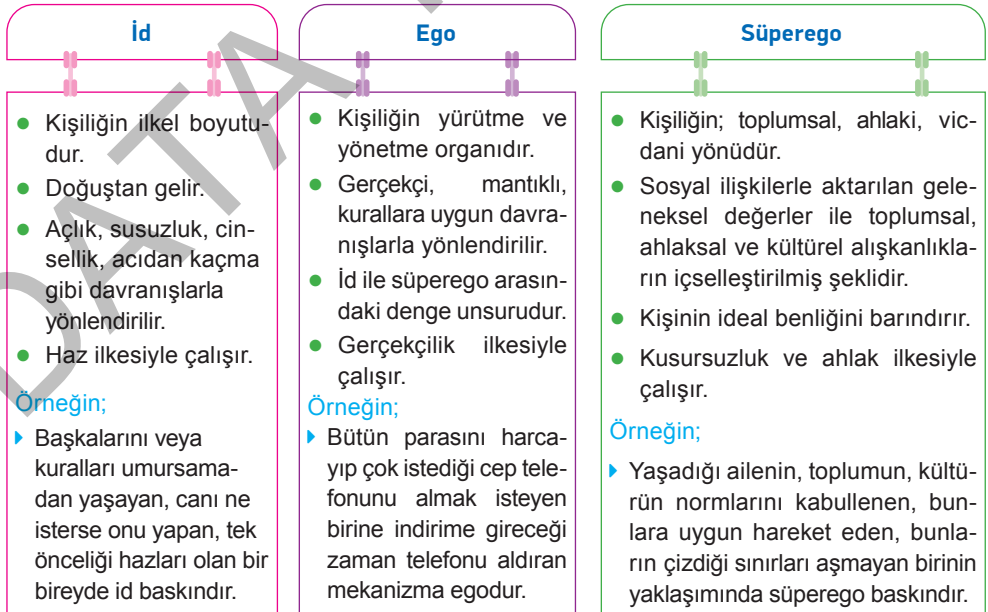 İd
Kişiliğin ilkel boyutu-
dur.
Doğuştan gelir.
Açlık, susuzluk, cin-
sellik, acıdan kaçma
gibi davranışlarla
yönlendirilir.
Haz ilkesiyle çalışır.
Örneğin;
Başkalarını veya
kuralları umursama-
dan yaşayan, canı ne
isterse onu yapan, tek
önceliği hazları olan bir
bireyde id baskındır.
Ego
Kişiliğin yürütme ve
yönetme organıdır.
Gerçekçi, mantıklı,
kurallara uygun davra-
nışlarla yönlendirilir.
İd ile süperego arasın-
daki denge unsurudur.
Gerçekçilik ilkesiyle
çalışır.
Örneğin;
Bütün parasını harca-
yıp çok istediği cep tele-
fonunu almak isteyen
birine indirime gireceği
zaman telefonu aldıran
mekanizma egodur.
Süperego
Kişiliğin; toplumsal, ahlaki, vic-
dani yönüdür.
Sosyal ilişkilerle aktarılan gele-
neksel değerler ile toplumsal,
ahlaksal ve kültürel alışkanlıkla-
rın içselleştirilmiş şeklidir.
Kişinin ideal benliğini barındırır.
Kusursuzluk ve ahlak ilkesiyle
çalışır.
Örneğin;
Yaşadığı ailenin, toplumun, kültü-
rün normlarını kabullenen, bun-
lara uygun hareket eden, bunla-
rın çizdiği sınırları aşmayan birinin
yaklaşımında süperego baskındır.
DATA